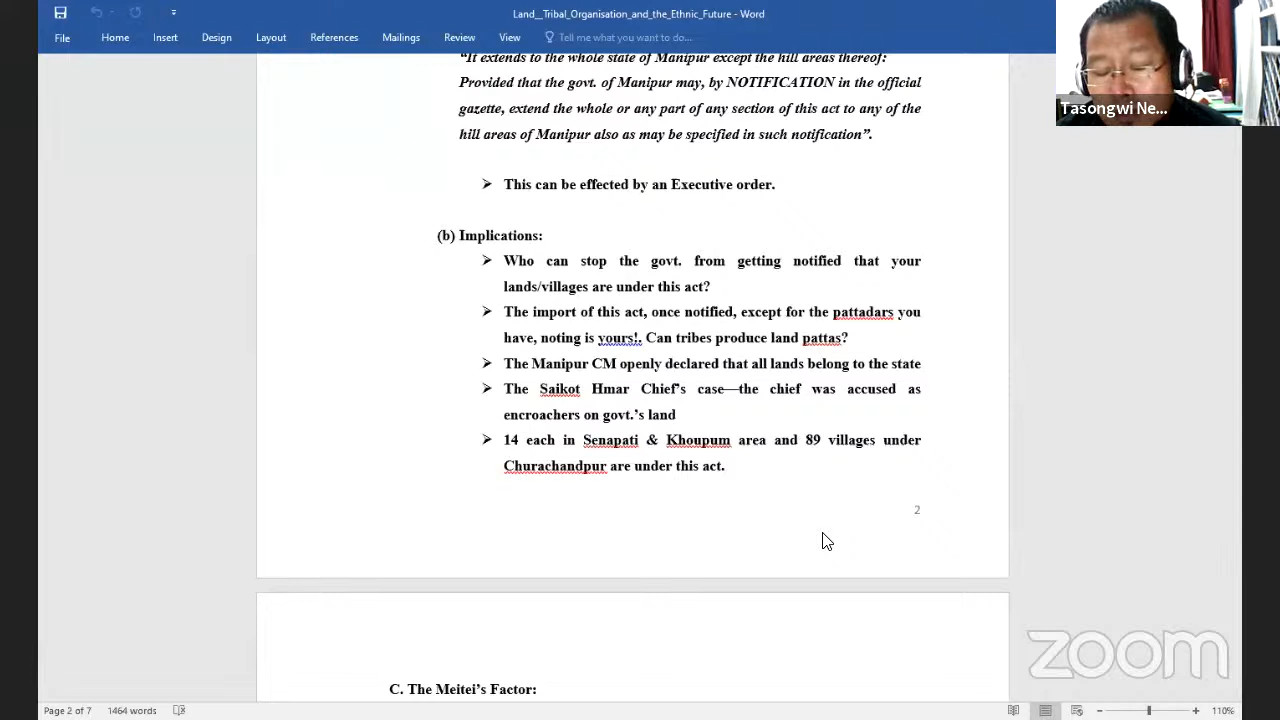 Land__Tribal_Organisation_and_the_Ethnic_Future - Word
File Home Insert Design Layout References Mailings Review View Tell me what you want to do...
Tasongwi Ne...
“It extends to the whole state of Manipur except the hill areas thereof:
Provided that the govt. of Manipur may, by NOTIFICATION in the official
gazette, extend the whole or any part of any section of this act to any of the
hill areas of Manipur also as may be specified in such notification”.
➢ This can be effected by an Executive order.
(b) Implications:
➢ Who can stop the govt. from getting notified that your
lands/villages are under this act?
➢ The import of this act, once notified, except for the pattadars you
have, noting is yours!. Can tribes produce land pattas?
➢ The Manipur CM openly declared that all lands belong to the state
➢ The Saikot Hmar Chief’s case—the chief was accused as
encroachers on govt.’s land
➢ 14 each in Senapati & Khoupum area and 89 villages under
Churachandpur are under this act.
2
C. The Meitei’s Factor:
zoom
Page 2 of 7 1464 words 110%